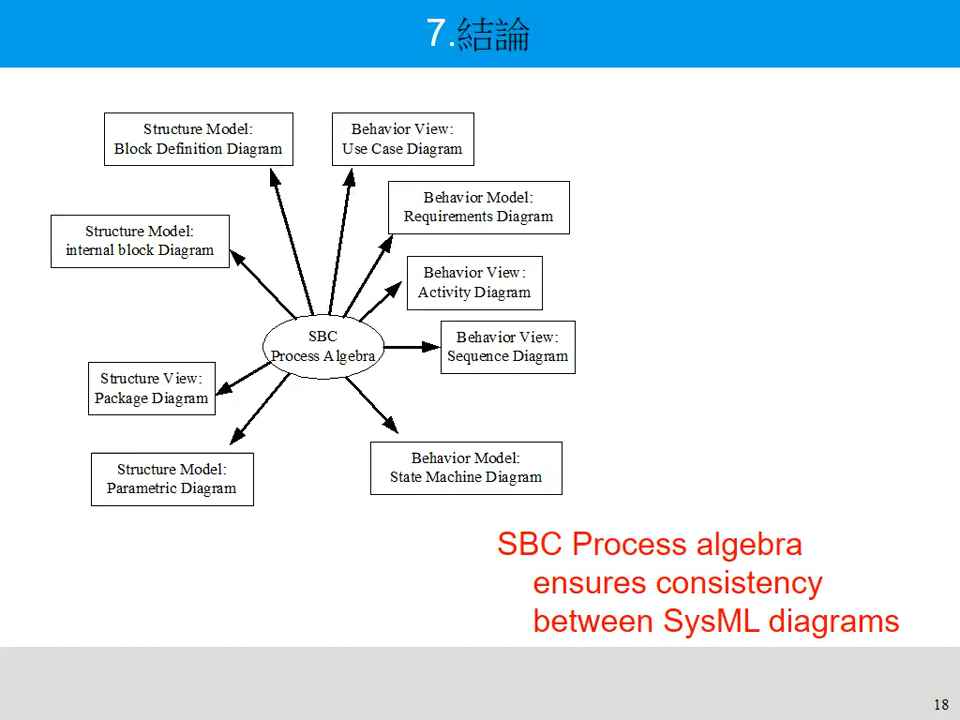 7.結論
Structure Model:
Block Definition Diagram
Behavior View:
Use Case Diagram
Behavior Model:
Requirements Diagram
Structure Model:
internal block Diagram
Behavior View:
Activity Diagram
SBC
Process Algebra
Behavior View:
Sequence Diagram
Structure View:
Package Diagram
Behavior Model:
State Machine Diagram
Structure Model:
Parametric Diagram
SBC Process algebra
ensures consistency
between SysML diagrams
18